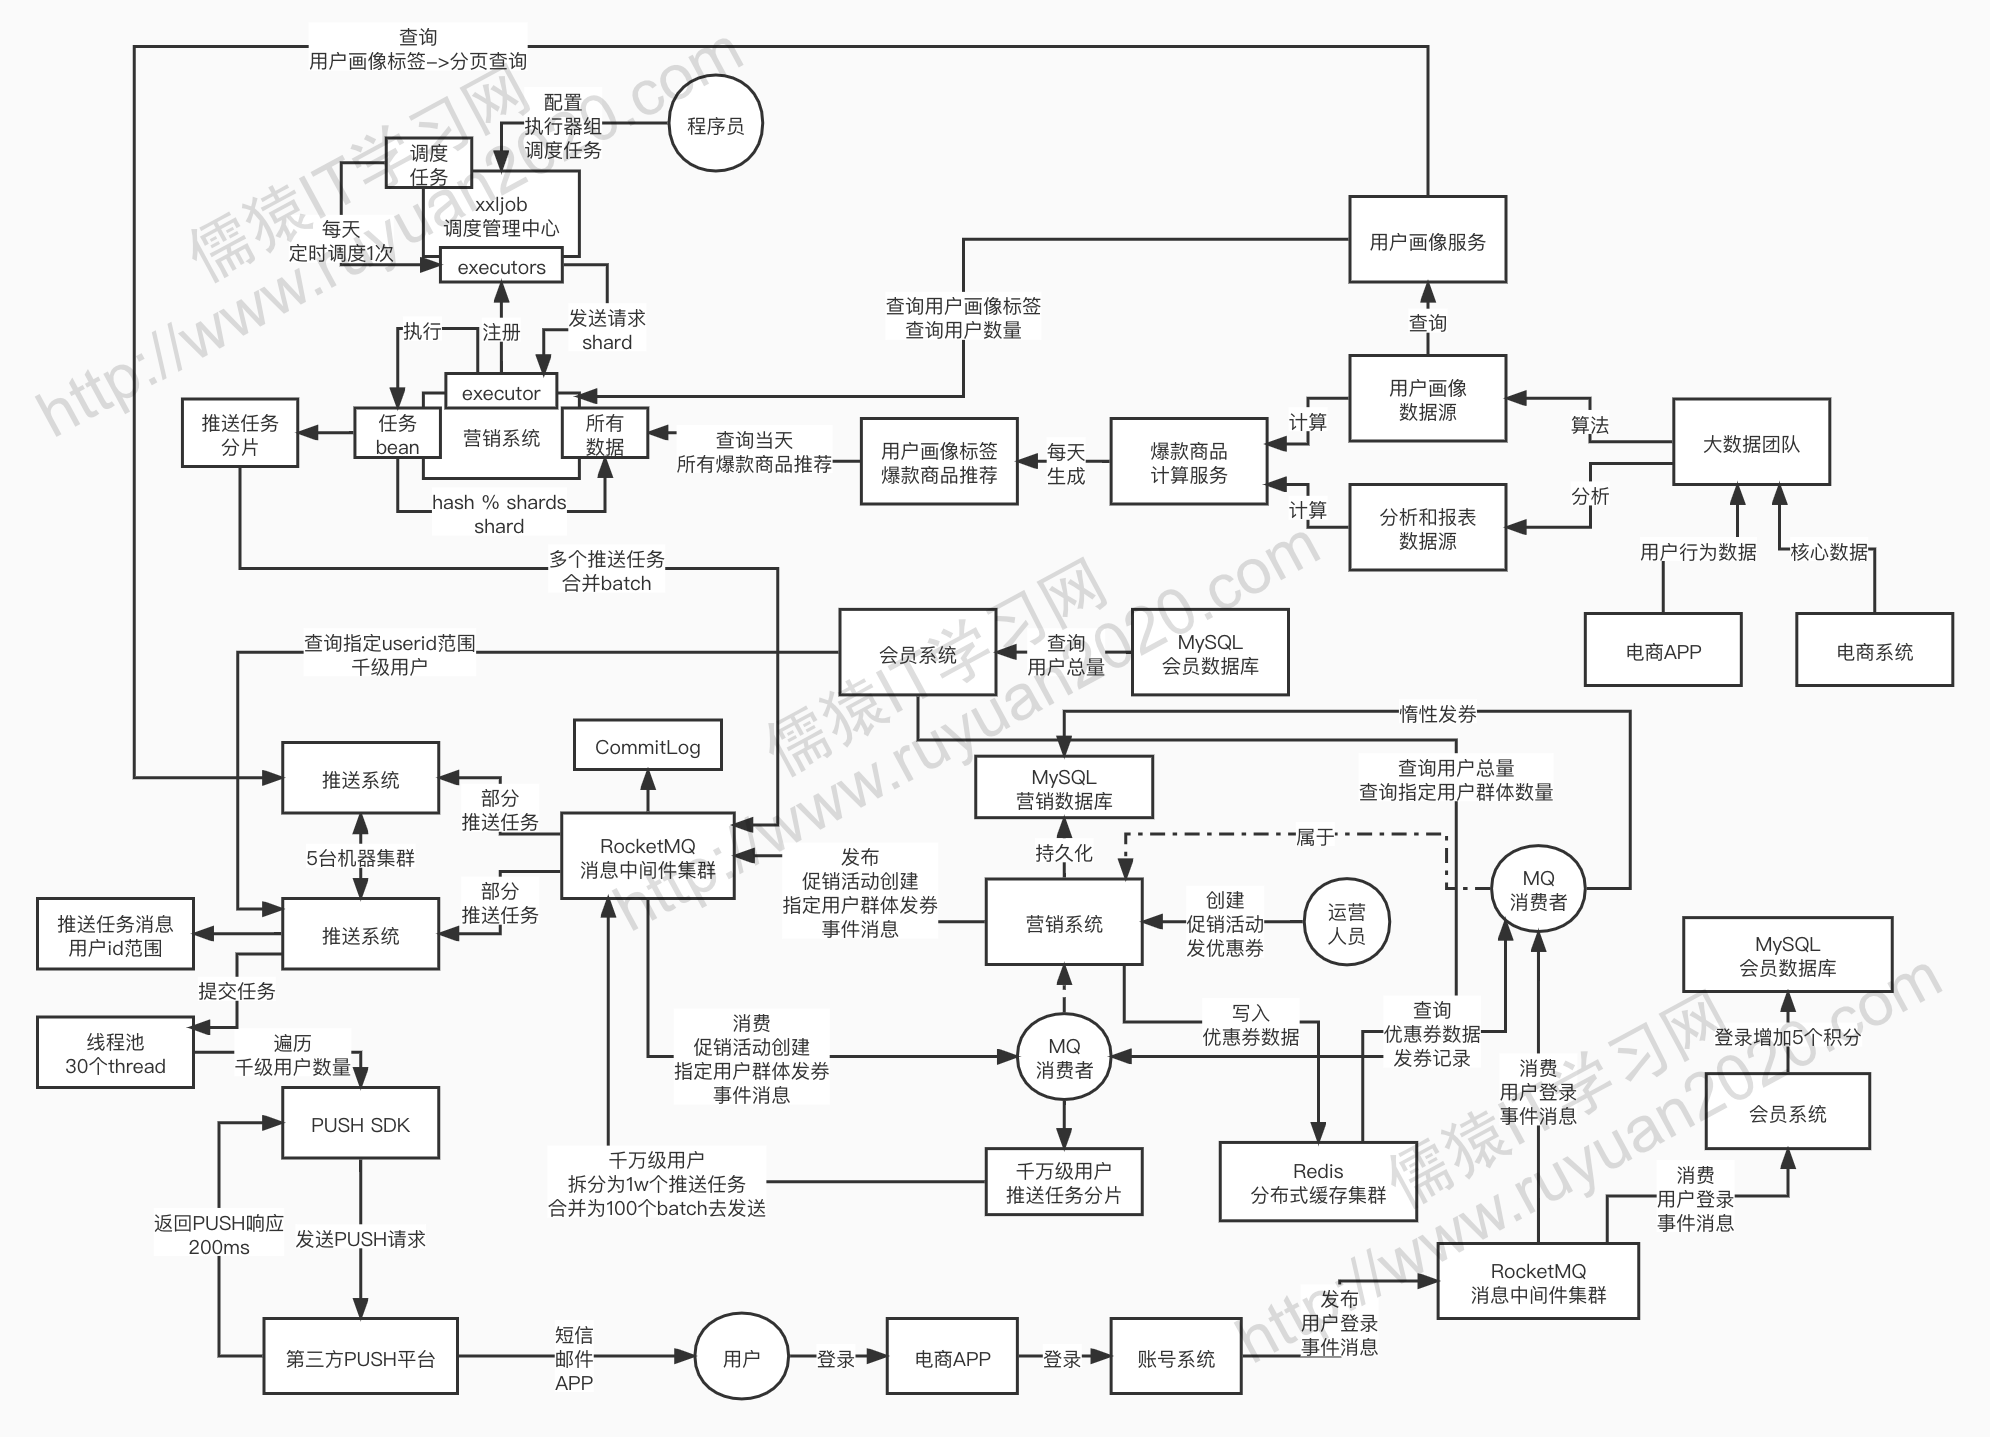 查询
用户画像标签->分页查询
配置
执行器组
调度任务
程序员
调度
任务
xxljob
调度管理中心
每天
定时调度1次
executors
用户画像服务
查询用户画像标签
查询用户数量
发送请求
shard
执行
注册
查询
executor
任务
bean
营销系统
所有
数据
推送任务
分片
查询当天
所有爆款商品推荐
用户画像标签
爆款商品推荐
每天
生成
爆款商品
计算服务
计算
计算
用户画像
数据源
算法
大数据团队
分析
分析和报表
数据源
hash % shards
shard
用户行为数据
核心数据
多个推送任务
合并batch
电商APP
电商系统
查询指定userid范围
千级用户
会员系统
查询
用户总量
MySQL
会员数据库
惰性发券
CommitLog
推送系统
部分
推送任务
MySQL
营销数据库
查询用户总量
查询指定用户群体数量
RocketMQ
消息中间件集群
5台机器集群
发布
促销活动创建
指定用户群体发券
事件消息
持久化
属于
MQ
消费者
部分
推送任务
推送任务消息
用户id范围
推送系统
营销系统
创建
促销活动
发优惠券
运营
人员
MySQL
会员数据库
提交任务
线程池
30个thread
遍历
千级用户数量
消费
促销活动创建
指定用户群体发券
事件消息
MQ
消费者
写入
优惠券数据
查询
优惠券数据
发券记录
登录增加5个积分
消费
用户登录
事件消息
会员系统
PUSH SDK
千万级用户
拆分为1w个推送任务
合并为100个batch去发送
千万级用户
推送任务分片
Redis
分布式缓存集群
消费
用户登录
事件消息
返回PUSH响应
200ms
发送PUSH请求
RocketMQ
消息中间件集群
发布
用户登录
事件消息
第三方PUSH平台
短信
邮件
APP
用户
登录
电商APP
登录
账号系统
儒猿IT学习网
http://www.ruyuan2020.com
儒猿IT学习网
http://www.ruyuan2020.com
儒猿IT学习网
http://www.ruyuan2020.com